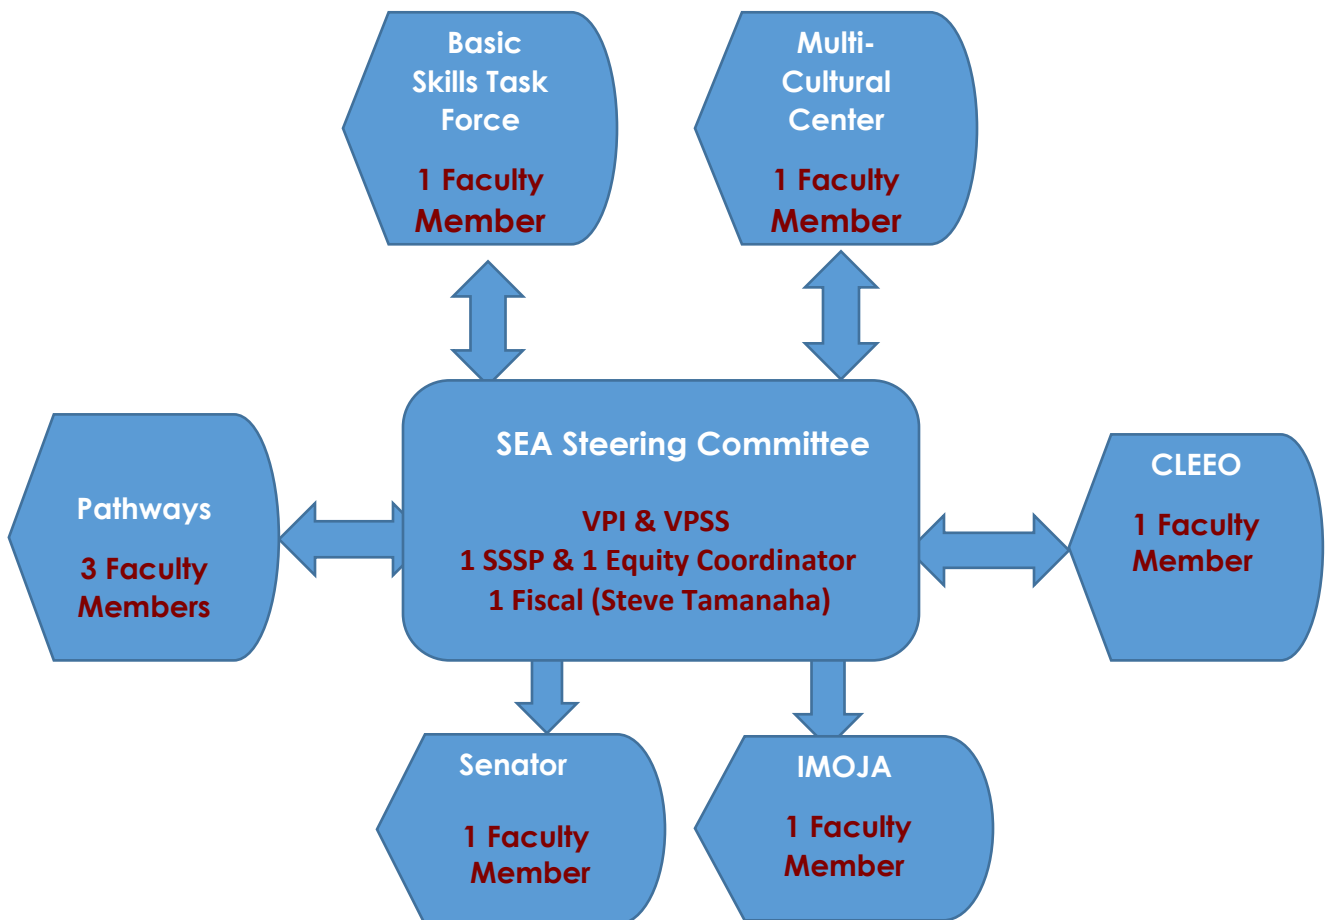 Basic
Skills Task
Force
1 Faculty
Member
Multi-
Cultural
Center
1 Faculty
Member
Pathways
3 Faculty
Members
SEA Steering Committee
VPI & VPSS
1 SSSP & 1 Equity Coordinator
1 Fiscal (Steve Tamanaha)
CLEEO
1 Faculty
Member
Senator
1 Faculty
Member
IMOJA
1 Faculty
Member